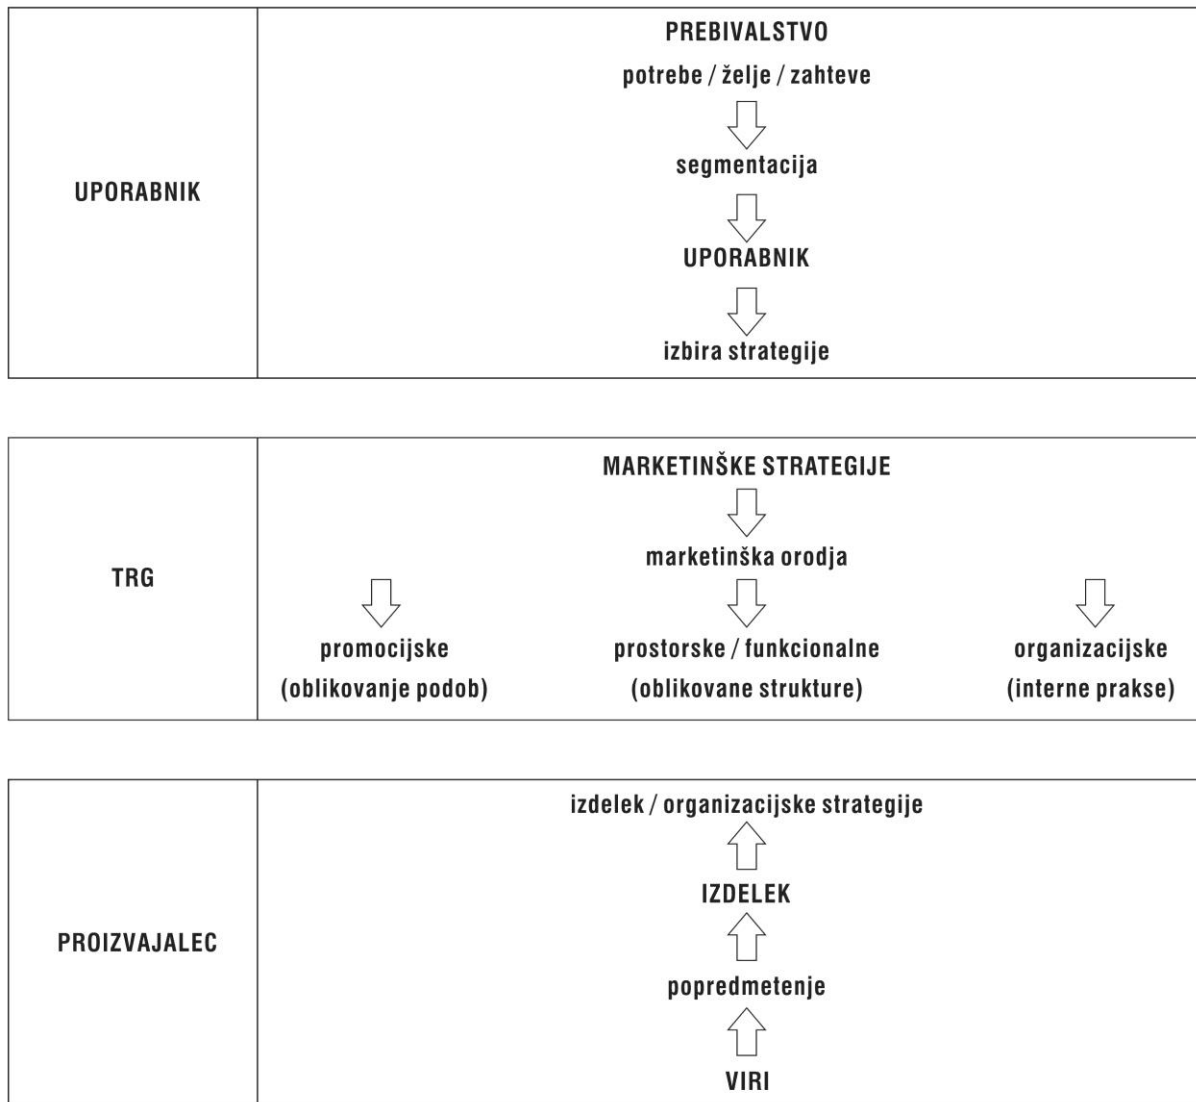 PREBIVALSTVO
potrebe / želje / zahteve
segmentacija
UPORABNIK
UPORABNIK
izbira strategije
MARKETINŠKE STRATEGIJE
marketinška orodja
TRG
promocijske prostorske / funkcionalne organizacijske
(oblikovanje podob) (oblikovane strukture) (interne prakse)
izdelek / organizacijske strategije
IZDELEK
PROIZVAJALEC
popredmetenje
VIRI